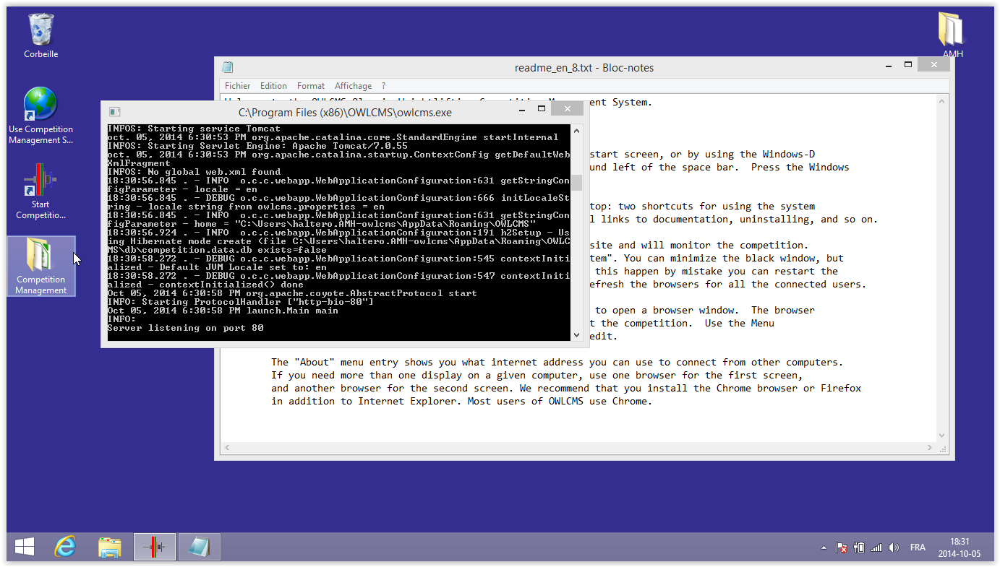 Corbeille
AMH
Use Competition
Management S...
Start
Competitio...
Competition
Management
readme_en_8.txt - Bloc-notes
Fichier Edition Format Affichage ?
ent System.
start screen, or by using the Windows-D
und left of the space bar.  Press the Windows
top: two shortcuts for using the system
l links to documentation, uninstalling, and so on.
site and will monitor the competition.
tem". You can minimize the black window, but
this happen by mistake you can restart the
efresh the browsers for all the connected users.
to open a browser window.  The browser
t the competition.  Use the Menu
edit.
The "About" menu entry shows you what internet address you can use to connect from other computers.
If you need more than one display on a given computer, use one browser for the first screen,
and another browser for the second screen. We recommend that you install the Chrome browser or Firefox
in addition to Internet Explorer. Most users of OWLCMS use Chrome.
C:\Program Files (x86)\OWLCMS\owlcms.exe
INFOS: Starting service Tomcat
oct. 05, 2014 6:30:53 PM org.apache.catalina.core.StandardEngine startInternal
INFOS: Starting Servlet Engine: Apache Tomcat/7.0.55
oct. 05, 2014 6:30:53 PM org.apache.catalina.startup.ContextConfig getDefaultWeb
XmlFragment
INFOS: No global web.xml found
18:30:56.845 . - INFO  o.c.c.webapp.WebApplicationConfiguration:631 getStringCon
figParameter - locale = en
18:30:56.845 . - DEBUG o.c.c.webapp.WebApplicationConfiguration:666 initLocaleSt
ring - locale string from owlcms.properties = en
18:30:56.845 . - INFO  o.c.c.webapp.WebApplicationConfiguration:631 getStringCon
figParameter - home = "C:\Users\haltero.AMH-owlcms\AppData\Roaming\OWLCMS"
18:30:56.924 . - INFO  o.c.c.webapp.WebApplicationConfiguration:191 h2Setup - Us
ing Hibernate mode create (file C:\Users\haltero.AMH-owlcms\AppData\Roaming\OWLC
MS\db\competition.data.db exists=false
18:30:58.272 . - DEBUG o.c.c.webapp.WebApplicationConfiguration:545 contextIniti
alized - Default JVM Locale set to: en
18:30:58.272 . - DEBUG o.c.c.webapp.WebApplicationConfiguration:547 contextIniti
alized - contextInitialized() done
Oct 05, 2014 6:30:58 PM org.apache.coyote.AbstractProtocol start
INFO: Starting ProtocolHandler ["http-bio-80"]
Oct 05, 2014 6:30:58 PM launch.Main main
INFO:
Server listening on port 80
FRA
18:31
2014-10-05